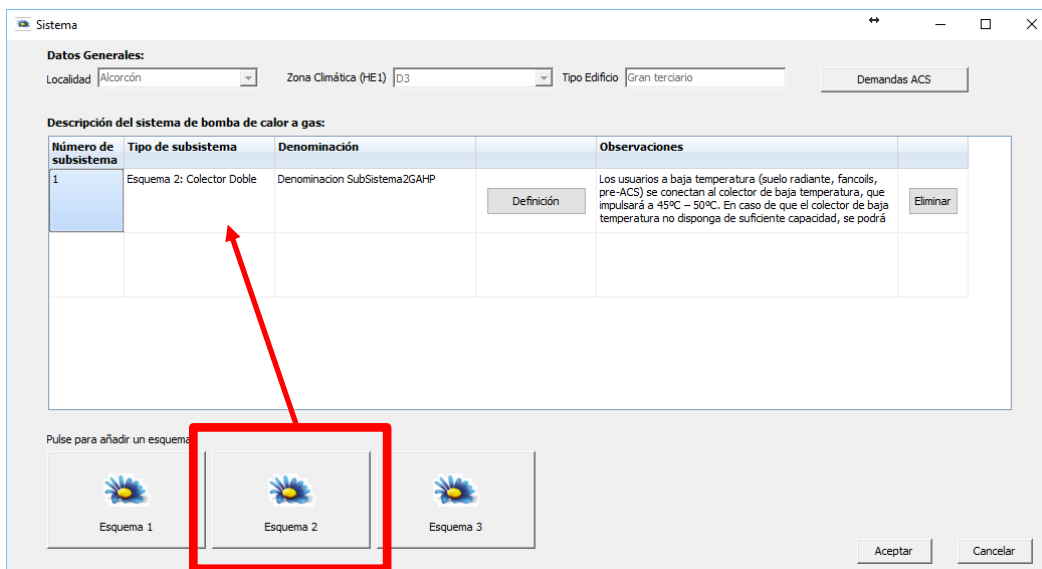 Sistema
Datos Generales:
Localidad Alcorcón Zona Climática (HE1) D3 Tipo Edificio Gran terciario Demandas ACS
Descripción del sistema de bomba de calor a gas:
Número de subsistema Tipo de subsistema Denominación Observaciones
1 Esquema 2: Colector Doble Denominacion SubSistema2GAHP Definición
Los usuarios a baja temperatura (suelo radiante, fancoils,
pre-ACS) se conectan al colector de baja temperatura, que
impulsará a 45ºC – 50ºC. En caso de que el colector de baja
temperatura no disponga de suficiente capacidad, se podrá
Eliminar
Pulse para añadir un esquema
Esquema 1 Esquema 2 Esquema 3
Aceptar Cancelar